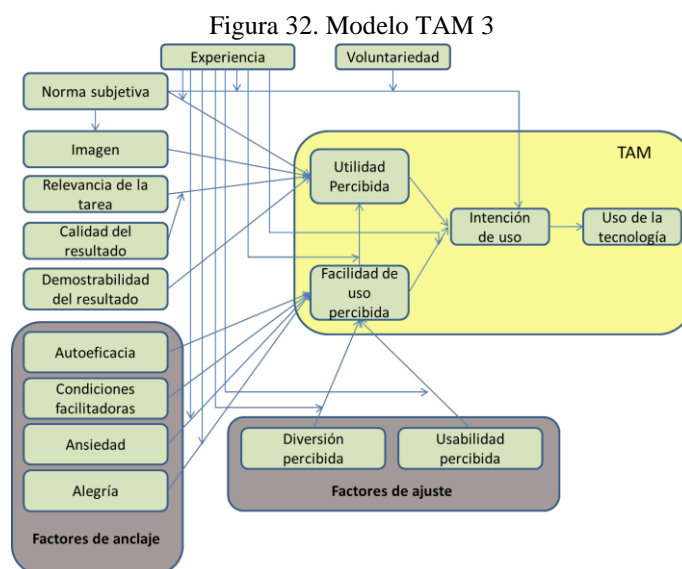 Figura 32. Modelo TAM 3
Experiencia
Voluntariedad
Norma subjetiva
Imagen
Relevancia de la
tarea
Calidad del
resultado
Demostrabilidad
del resultado
TAM
Utilidad
Percibida
Intención
de uso
Uso de la
tecnología
Facilidad de
uso
percibida
Autoeficacia
Condiciones
facilitadoras
Ansiedad
Alegría
Factores de anclaje
Diversión
percibida
Usabilidad
percibida
Factores de ajuste